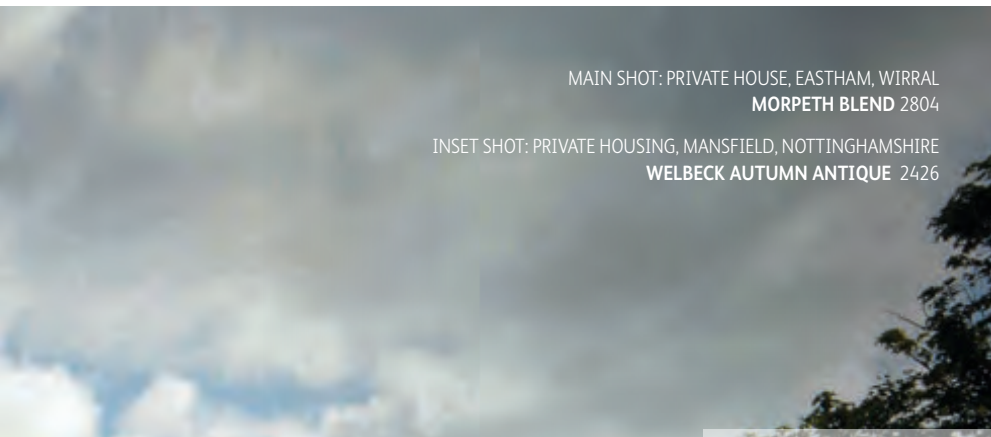 MAIN SHOT: PRIVATE HOUSE, EASTHAM, WIRRAL
MORPETH BLEND 2804
INSET SHOT: PRIVATE HOUSING, MANSFIELD, NOTTINGHAMSHIRE
WELBECK AUTUMN ANTIQUE 2426